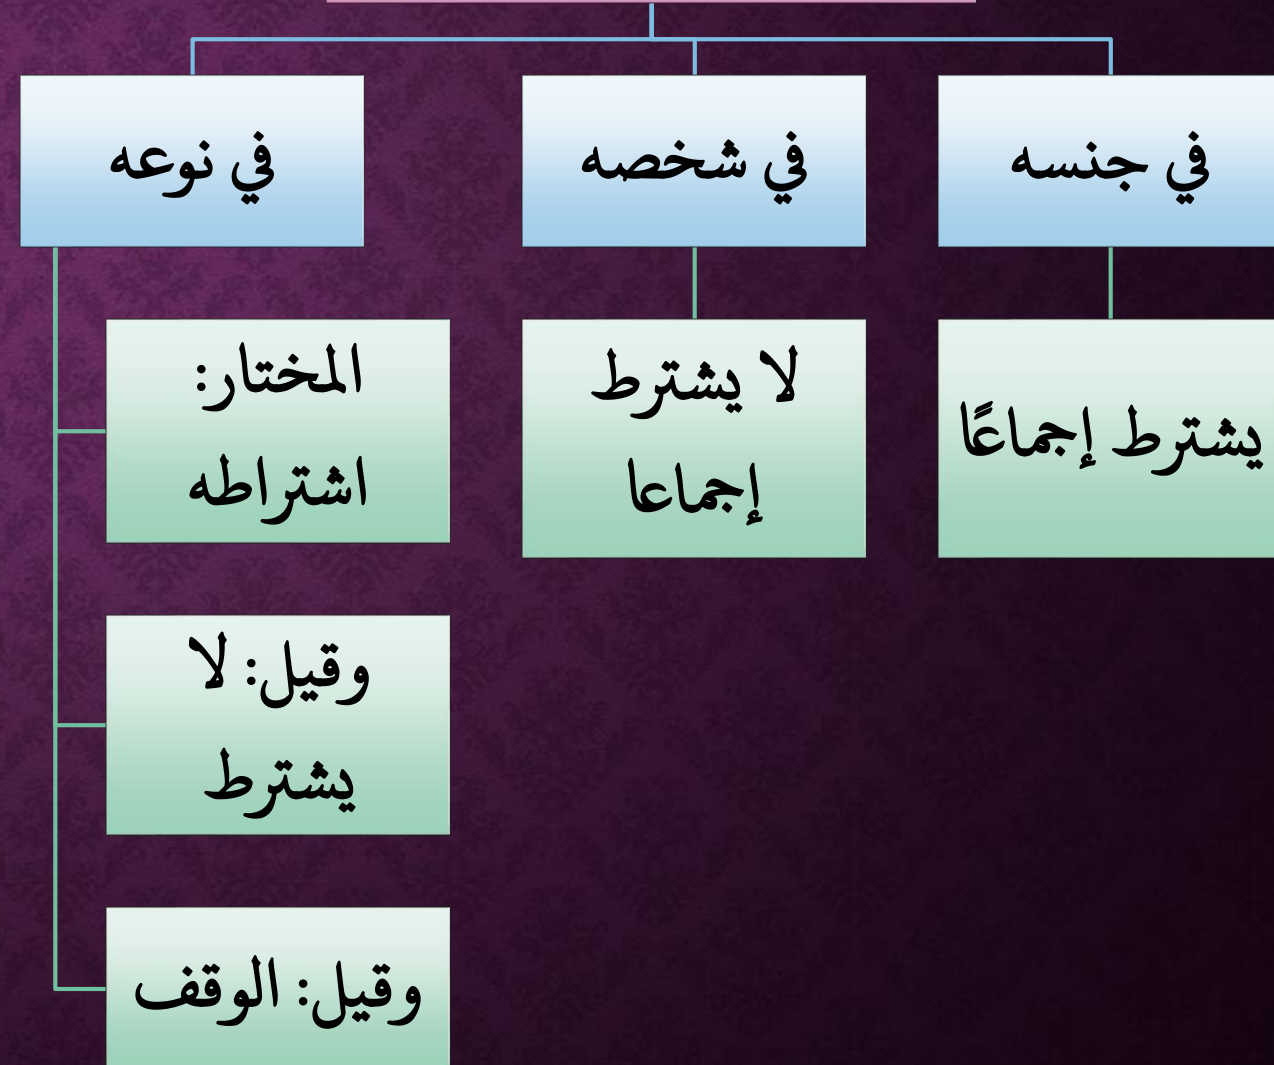 في جنسه
في شخصه
في نوعه
يشترط إجماعًا
لا يشترط
إجماعا
المختار:
اشتراطه
وقيل: لا
يشترط
وقيل: الوقف